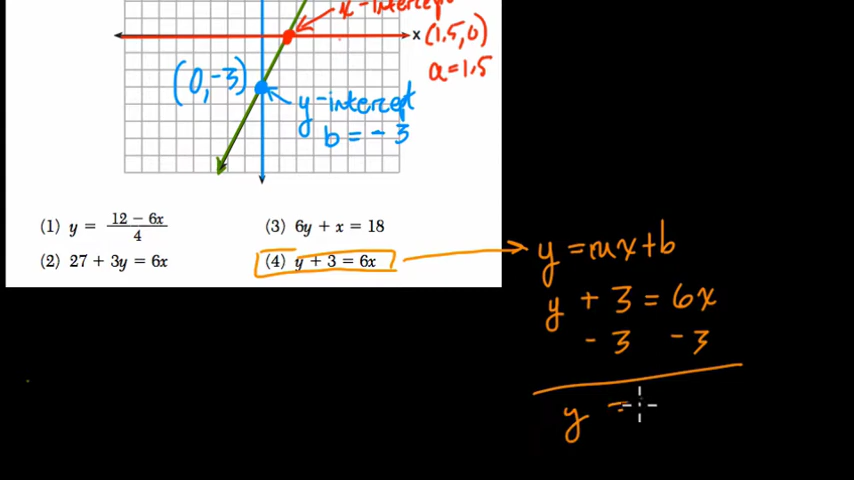 x-intercept
x (1.5,0)
a=1.5
(0,-3)
y-intercept
b = -3
(1) y = 12 − 6x / 4
(2) 27 + 3y = 6x
(3) 6y + x = 18
(4) y + 3 = 6x
y = mx+b
y + 3 = 6x
- 3 - 3
y =